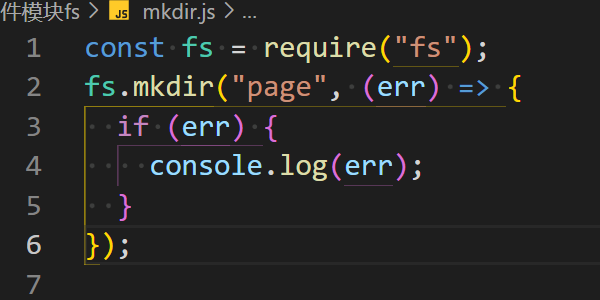 件模块fs > JS mkdir.js > ...
1 const fs = require("fs");
2 fs.mkdir("page", (err) => {
3   if (err) {
4     console.log(err);
5   }
6 });
7